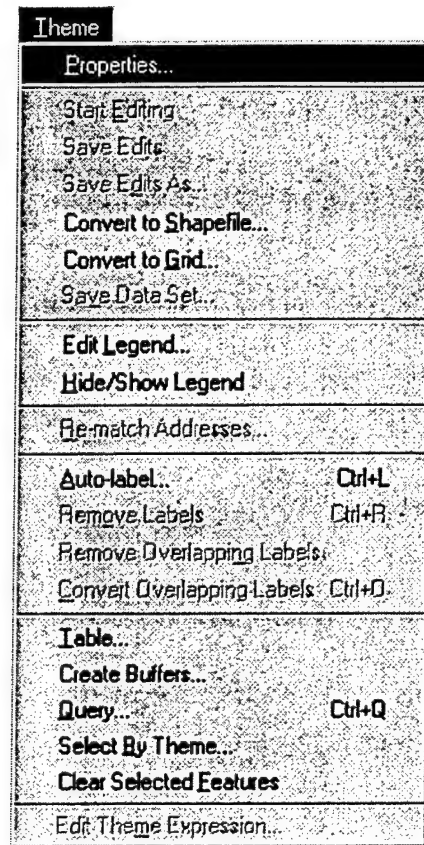 Theme
Properties...
Start Editing
Save Edits
Save Edits As...
Convert to Shapefile...
Convert to Grid...
Save Data Set...
Edit Legend...
Hide/Show Legend
Re-match Addresses...
Auto-label... Ctrl+L
Remove Labels Ctrl+R
Remove Overlapping Labels
Convert Overlapping Labels Ctrl+O
Table...
Create Buffers...
Query... Ctrl+Q
Select By Theme...
Clear Selected Features
Edit Theme Expression...